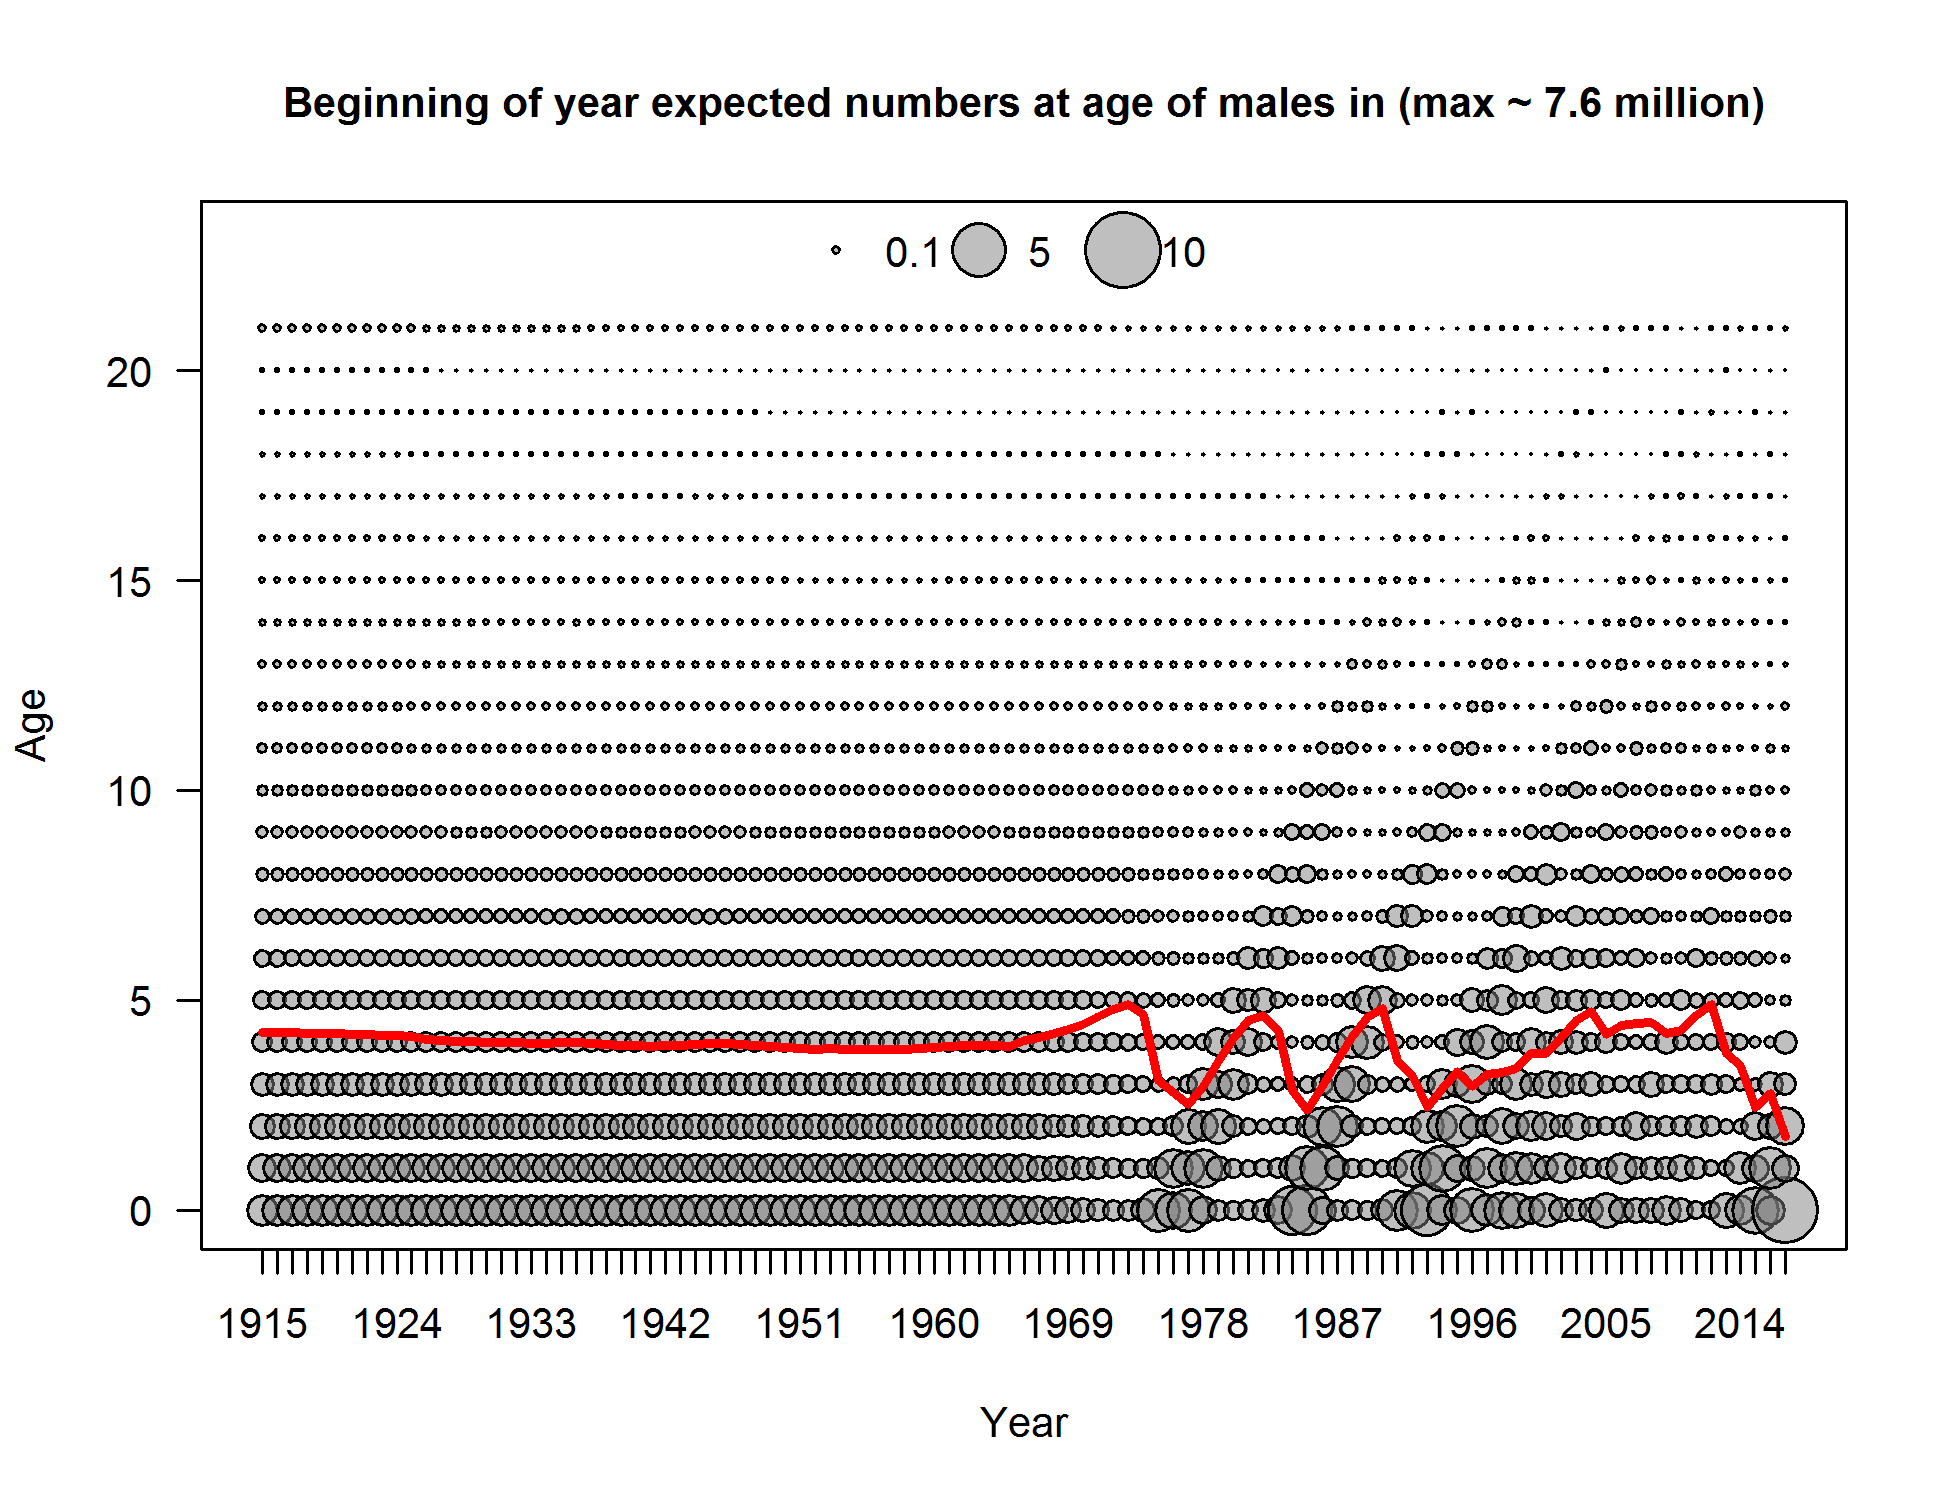 Beginning of year expected numbers at age of males in (max ~ 7.6 million)
0.1 5 10
20
15
10
5
0
Age
1915 1924 1933 1942 1951 1960 1969 1978 1987 1996 2005 2014
Year